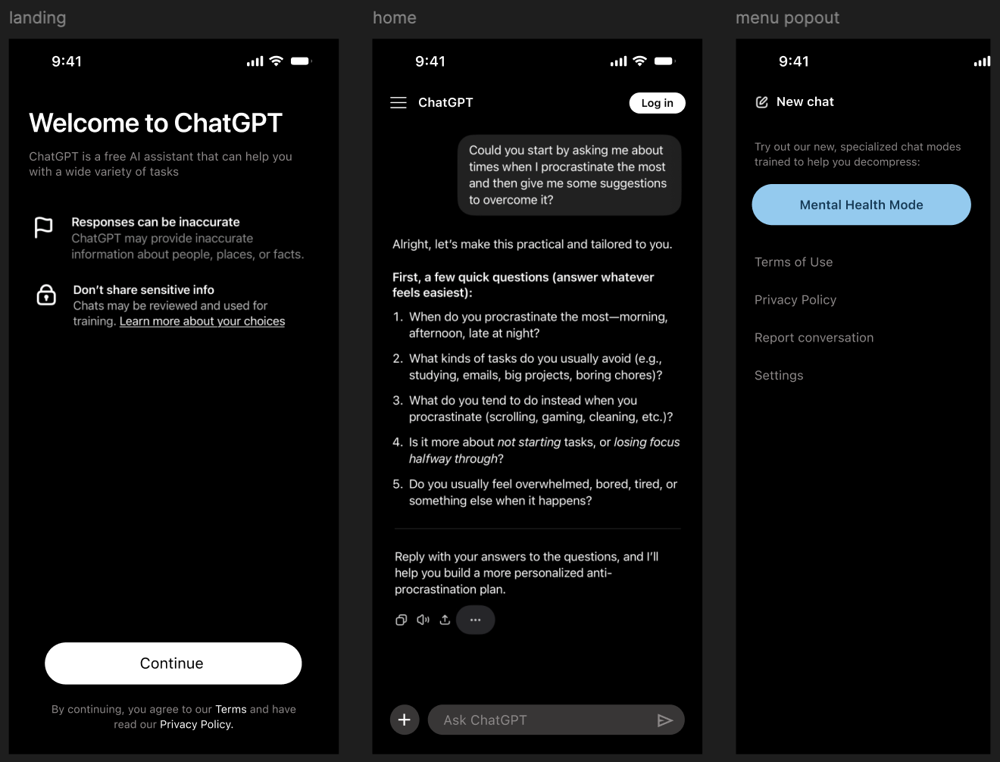 landing
9:41
Welcome to ChatGPT
ChatGPT is a free AI assistant that can help you
with a wide variety of tasks
Responses can be inaccurate
ChatGPT may provide inaccurate
information about people, places, or facts.
Don't share sensitive info
Chats may be reviewed and used for
training. Learn more about your choices
Continue
By continuing, you agree to our Terms and have
read our Privacy Policy.
home
9:41
ChatGPT
Log in
Could you start by asking me about
times when I procrastinate the most
and then give me some suggestions
to overcome it?
Alright, let's make this practical and tailored to you.
First, a few quick questions (answer whatever
feels easiest):
1. When do you procrastinate the most—morning,
afternoon, late at night?
2. What kinds of tasks do you usually avoid (e.g.,
studying, emails, big projects, boring chores)?
3. What do you tend to do instead when you
procrastinate (scrolling, gaming, cleaning, etc.)?
4. Is it more about not starting tasks, or losing focus
halfway through?
5. Do you usually feel overwhelmed, bored, tired, or
something else when it happens?
Reply with your answers to the questions, and I'll
help you build a more personalized anti-
procrastination plan.
Ask ChatGPT
menu popout
9:41
New chat
Try out our new, specialized chat modes
trained to help you decompress:
Mental Health Mode
Terms of Use
Privacy Policy
Report conversation
Settings